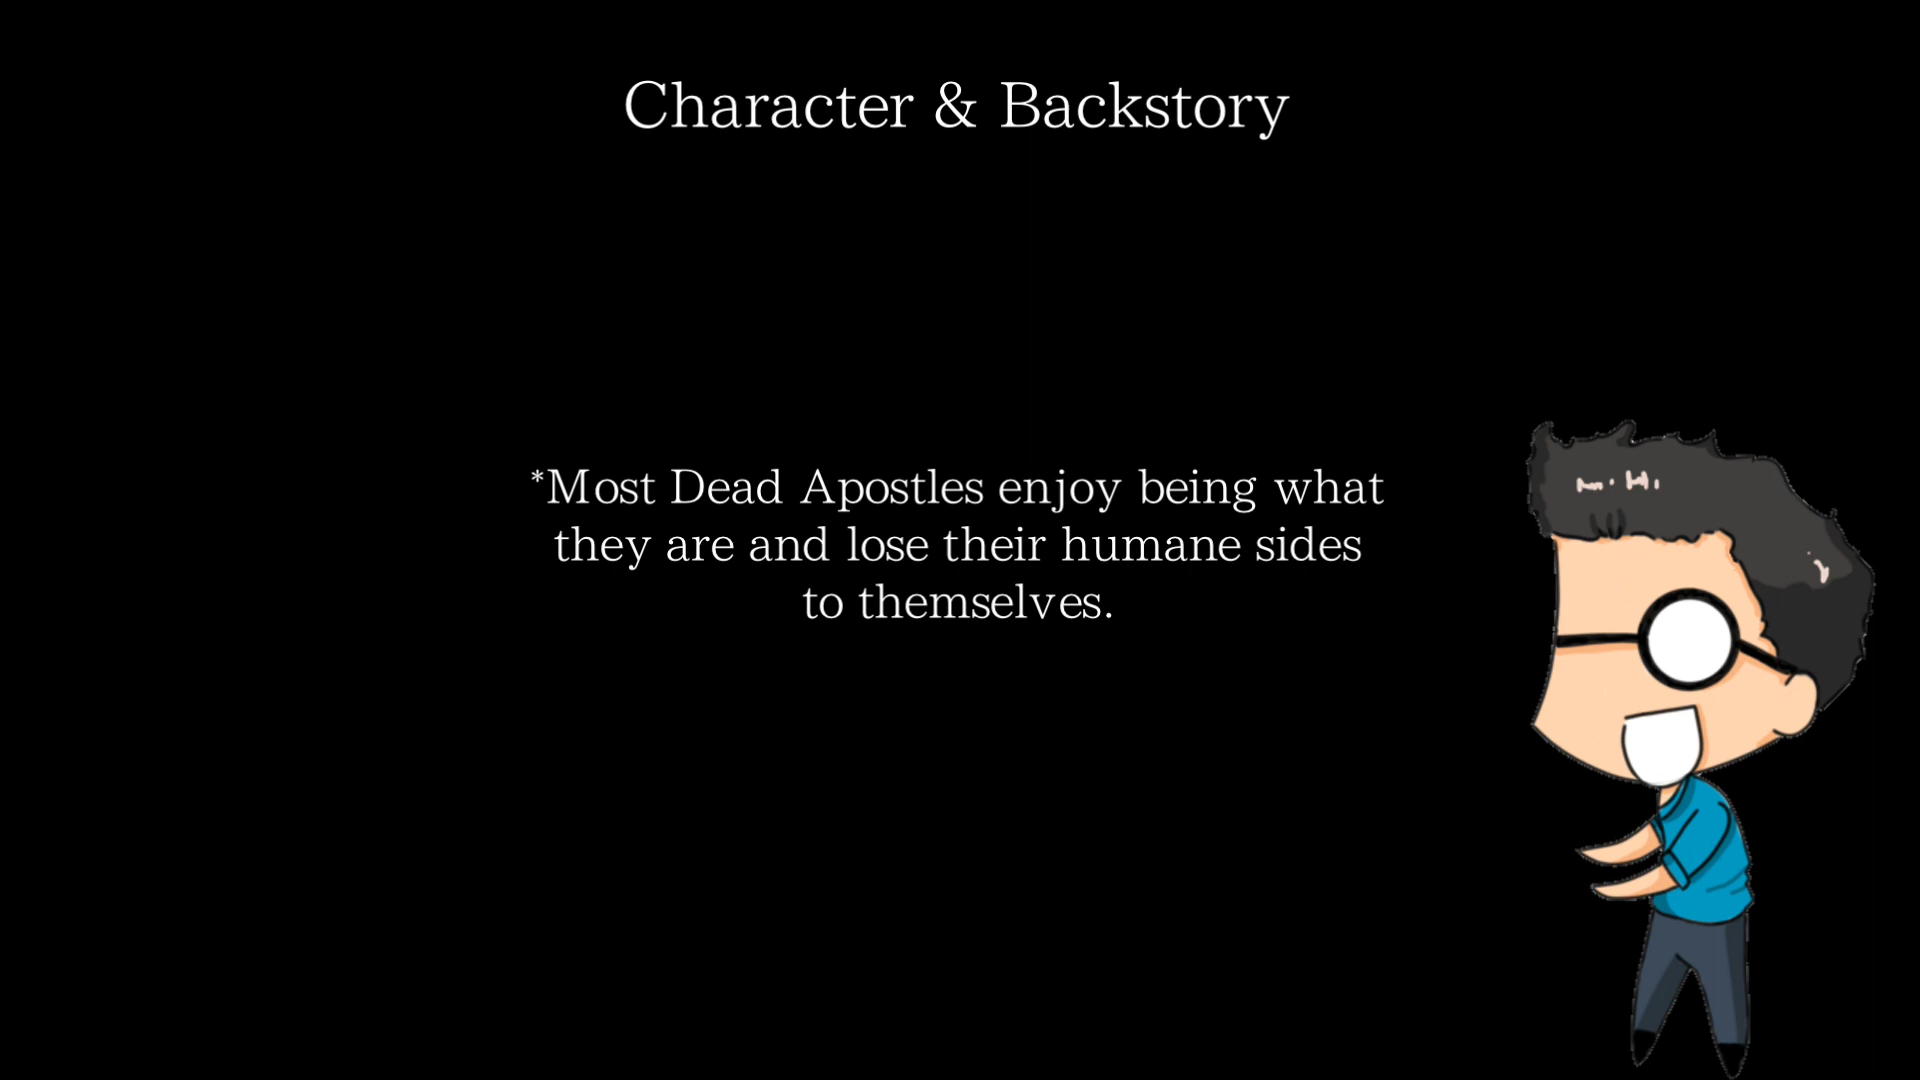 Character & Backstory
*Most Dead Apostles enjoy being what
they are and lose their humane sides
to themselves.